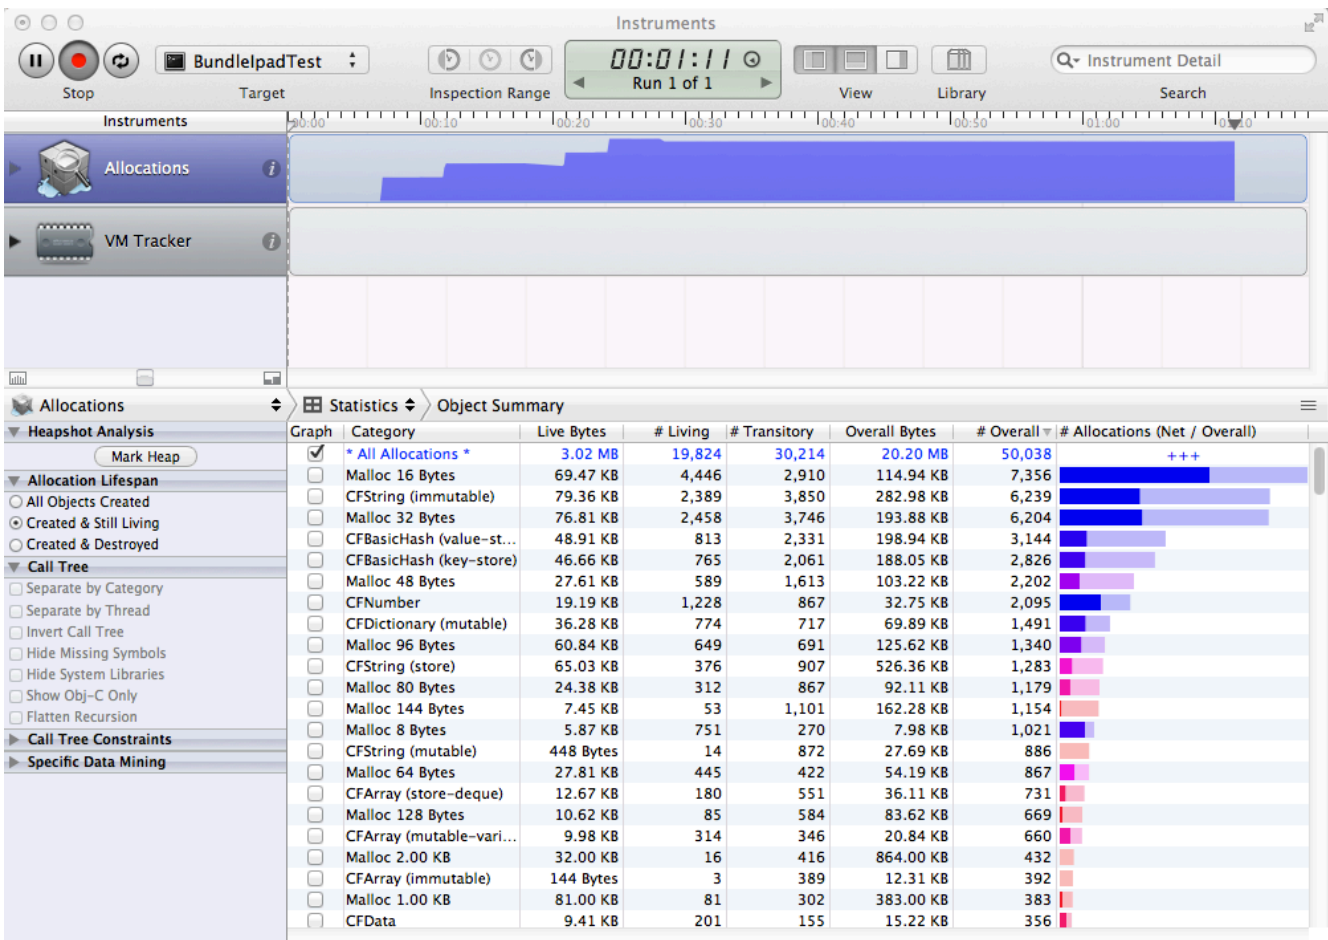 Instruments
BundleIpadTest
00:01:11
Run 1 of 1
Instrument Detail
Stop
Target
Inspection Range
View
Library
Search
Instruments
00:00
00:10
00:20
00:30
00:40
00:50
01:00
01:10
Allocations
VM Tracker
Allocations
Statistics
Object Summary
Heapshot Analysis
Mark Heap
Allocation Lifespan
All Objects Created
Created & Still Living
Created & Destroyed
Call Tree
Separate by Category
Separate by Thread
Invert Call Tree
Hide Missing Symbols
Hide System Libraries
Show Obj-C Only
Flatten Recursion
Call Tree Constraints
Specific Data Mining
Graph Category Live Bytes # Living # Transitory Overall Bytes # Overall # Allocations (Net / Overall)
* All Allocations * 3.02 MB 19,824 30,214 20.20 MB 50,038 +++
Malloc 16 Bytes 69.47 KB 4,446 2,910 114.94 KB 7,356
CFString (immutable) 79.36 KB 2,389 3,850 282.98 KB 6,239
Malloc 32 Bytes 76.81 KB 2,458 3,746 193.88 KB 6,204
CFBasicHash (value-st... 48.91 KB 813 2,331 198.94 KB 3,144
CFBasicHash (key-store) 46.66 KB 765 2,061 188.05 KB 2,826
Malloc 48 Bytes 27.61 KB 589 1,613 103.22 KB 2,202
CFNumber 19.19 KB 1,228 867 32.75 KB 2,095
CFDictionary (mutable) 36.28 KB 774 717 69.89 KB 1,491
Malloc 96 Bytes 60.84 KB 649 691 125.62 KB 1,340
CFString (store) 65.03 KB 376 907 526.36 KB 1,283
Malloc 80 Bytes 24.38 KB 312 867 92.11 KB 1,179
Malloc 144 Bytes 7.45 KB 53 1,101 162.28 KB 1,154
Malloc 8 Bytes 5.87 KB 751 270 7.98 KB 1,021
CFString (mutable) 448 Bytes 14 872 27.69 KB 886
Malloc 64 Bytes 27.81 KB 445 422 54.19 KB 867
CFArray (store-deque) 12.67 KB 180 551 36.11 KB 731
Malloc 128 Bytes 10.62 KB 85 584 83.62 KB 669
CFArray (mutable-vari... 9.98 KB 314 346 20.84 KB 660
Malloc 2.00 KB 32.00 KB 16 416 864.00 KB 432
CFArray (immutable) 144 Bytes 3 389 12.31 KB 392
Malloc 1.00 KB 81.00 KB 81 302 383.00 KB 383
CFData 9.41 KB 201 155 15.22 KB 356